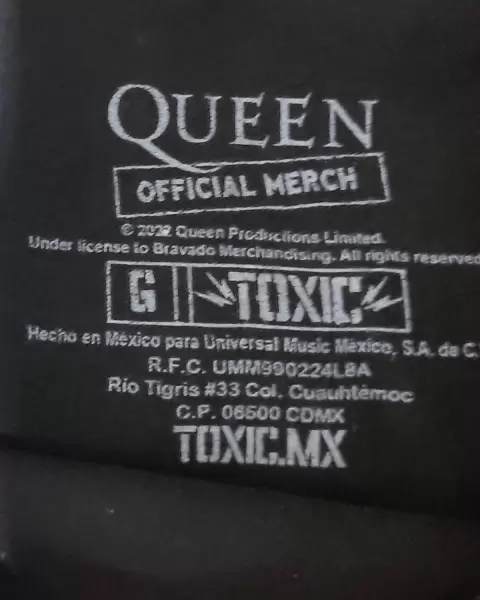 QUEEN
OFFICIAL MERCH
© 2022 Queen Productions Limited.
Under license to Bravado Merchandising. All rights reserved
G TOXIC
Hecho en México para Universal Music México, S.A. de C.
R.F.C. UMM990224L8A
Río Tigris #33 Col. Cuauhtémoc
C.P. 06500 CDMX
TOXIC.MX